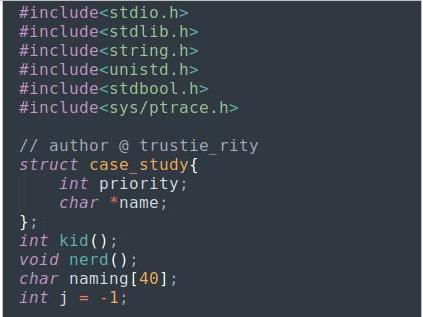 #include<stdio.h>
#include<stdlib.h>
#include<string.h>
#include<unistd.h>
#include<stdbool.h>
#include<sys/ptrace.h>
// author @ trustie_rity
struct case_study{
    int priority;
    char *name;
};
int kid();
void nerd();
char naming[40];
int j = -1;